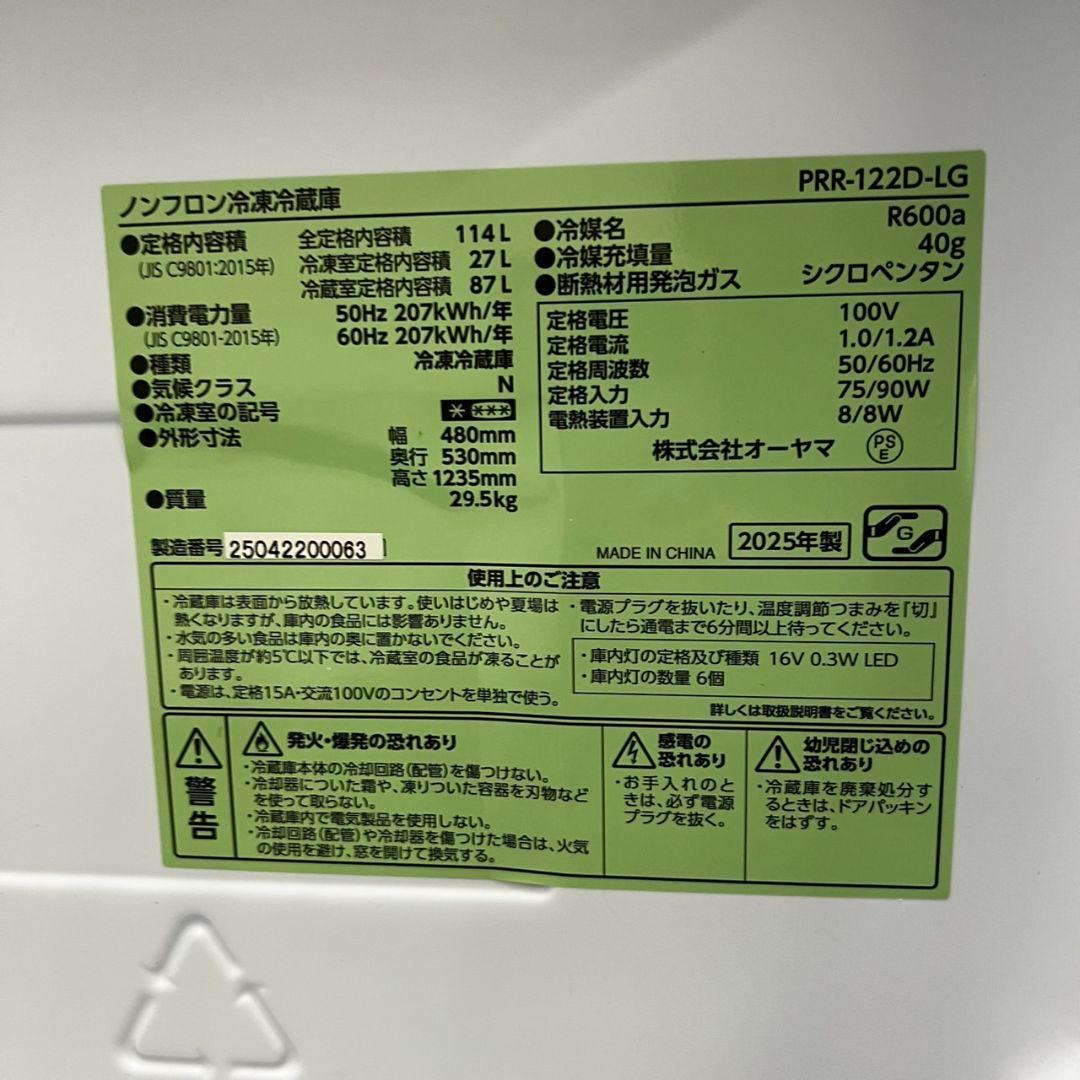 ノンフロン冷凍冷蔵庫
PRR-122D-LG
●定格内容積 全定格内容積 114L
(JIS C9801:2015年) 冷凍室定格内容積 27L
冷蔵室定格内容積 87L
●消費電力量 50Hz 207kWh/年
(JIS C9801-2015年) 60Hz 207kWh/年
●種類 冷凍冷蔵庫
●気候クラス N
●冷凍室の記号
●外形寸法 幅 480mm
奥行 530mm
高さ 1235mm
●質量 29.5kg
●冷媒名 R600a
●冷媒充填量 40g
●断熱材用発泡ガス シクロペンタン
定格電圧 100V
定格電流 1.0/1.2A
定格周波数 50/60Hz
定格入力 75/90W
電熱装置入力 8/8W
株式会社オーヤマ PSE
製造番号 25042200063
MADE IN CHINA 2025年製 G
使用上のご注意
・冷蔵庫は表面から放熱しています。使いはじめや夏場は
熱くなりますが、庫内の食品には影響ありません。
・水気の多い食品は庫内の奥に置かないでください。
・周囲温度が約5℃以下では、冷蔵室の食品が凍ることが
あります。
・電源は、定格15A・交流100Vのコンセントを単独で使う。
・電源プラグを抜いたり、温度調節つまみを『切』
にしたら通電まで6分間以上待ってください。
・庫内灯の定格及び種類 16V 0.3W LED
・庫内灯の数量 6個
詳しくは取扱説明書をご覧ください。
警告
発火・爆発の恐れあり
・冷蔵庫本体の冷却回路(配管)を傷つけない。
・冷却器についた霜や、凍りついた容器を刃物など
を使って取らない。
・冷蔵庫内で電気製品を使用しない。
・冷却回路(配管)や冷却器を傷つけた場合は、火気
の使用を避け、窓を開けて換気する。
感電の
恐れあり
・お手入れのと
きは、必ず電源
プラグを抜く。
幼児閉じ込めの
恐れあり
・冷蔵庫を廃棄処分す
るときは、ドアパッキン
をはずす。